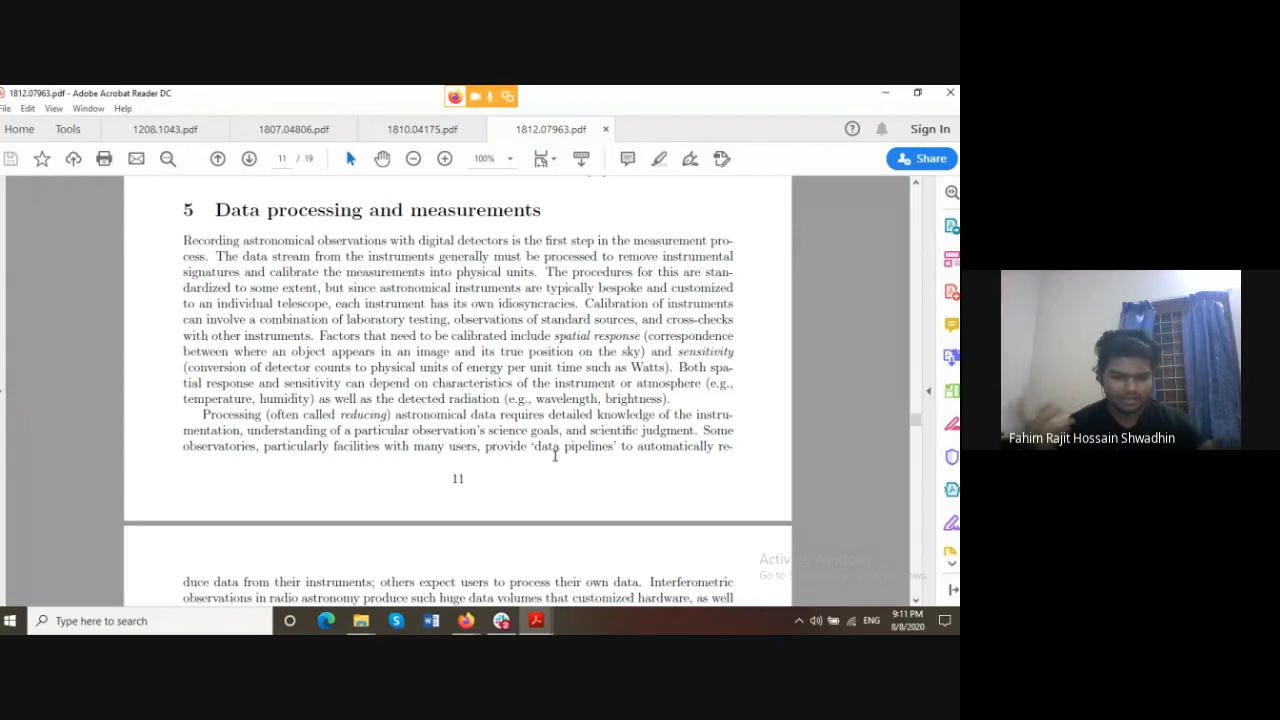 1812.07963.pdf - Adobe Acrobat Reader DC
File Edit View Window Help
Home Tools 1208.1043.pdf 1807.04806.pdf 1810.04175.pdf 1812.07963.pdf × Sign In
11 / 19 100% Share
5 Data processing and measurements
Recording astronomical observations with digital detectors is the first step in the measurement pro-
cess. The data stream from the instruments generally must be processed to remove instrumental
signatures and calibrate the measurements into physical units. The procedures for this are stan-
dardized to some extent, but since astronomical instruments are typically bespoke and customized
to an individual telescope, each instrument has its own idiosyncracies. Calibration of instruments
can involve a combination of laboratory testing, observations of standard sources, and cross-checks
with other instruments. Factors that need to be calibrated include spatial response (correspondence
between where an object appears in an image and its true position on the sky) and sensitivity
(conversion of detector counts to physical units of energy per unit time such as Watts). Both spa-
tial response and sensitivity can depend on characteristics of the instrument or atmosphere (e.g.,
temperature, humidity) as well as the detected radiation (e.g., wavelength, brightness).
Processing (often called reducing) astronomical data requires detailed knowledge of the instru-
mentation, understanding of a particular observation's science goals, and scientific judgment. Some
observatories, particularly facilities with many users, provide 'data pipelines' to automatically re-
11
duce data from their instruments; others expect users to process their own data. Interferometric
observations in radio astronomy produce such huge data volumes that customized hardware, as well
Activate Windows
Go to
Type here to search
ENG
9:11 PM
8/8/2020
Fahim Rajit Hossain Shwadhin